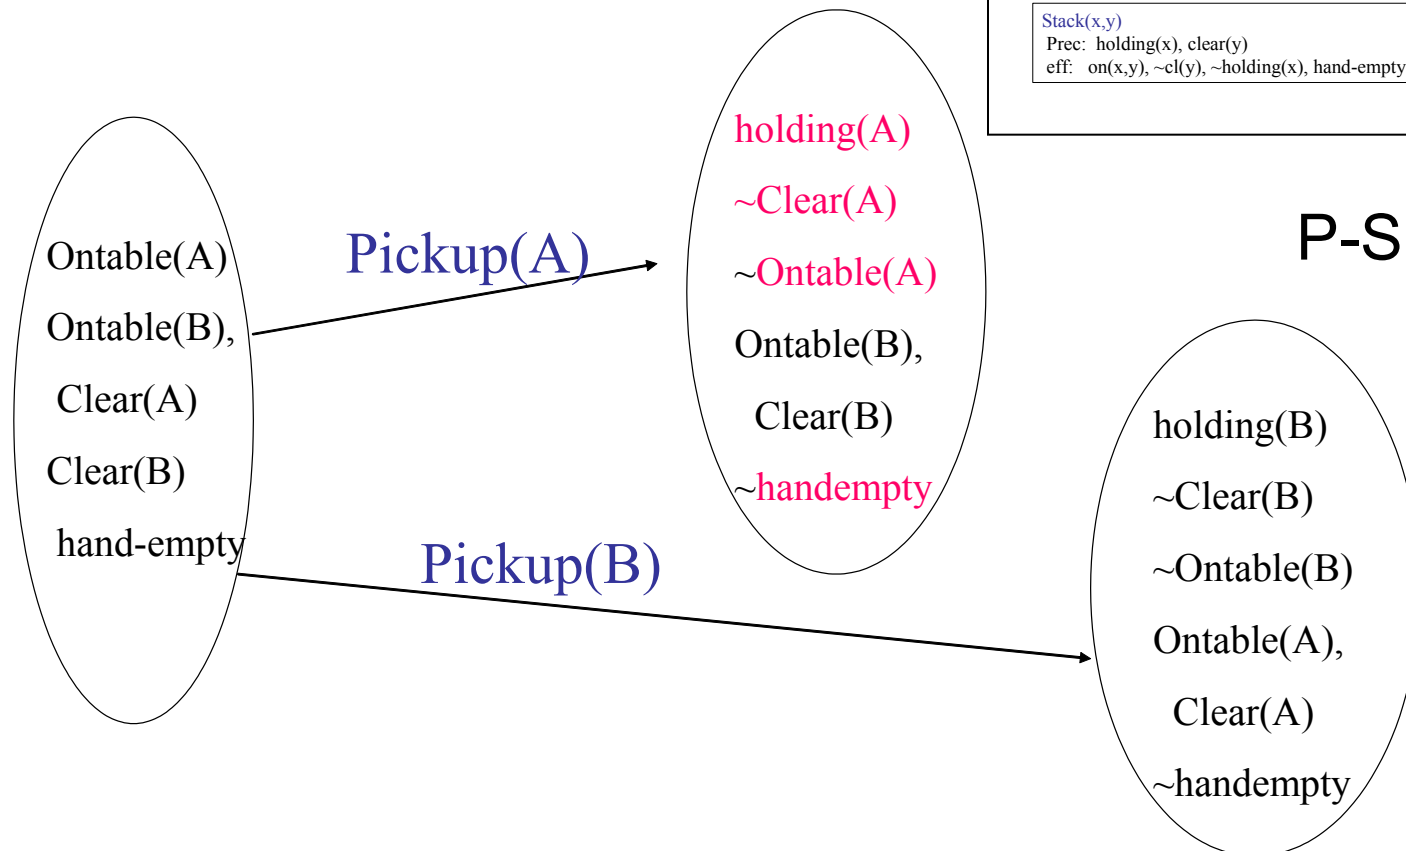 Stack(x,y)
Prec: holding(x), clear(y)
eff: on(x,y), ~cl(y), ~holding(x), hand-empty
P-S
Ontable(A)
Ontable(B),
Clear(A)
Clear(B)
hand-empty
Pickup(A)
holding(A)
~Clear(A)
~Ontable(A)
Ontable(B),
Clear(B)
~handempty
Pickup(B)
holding(B)
~Clear(B)
~Ontable(B)
Ontable(A),
Clear(A)
~handempty